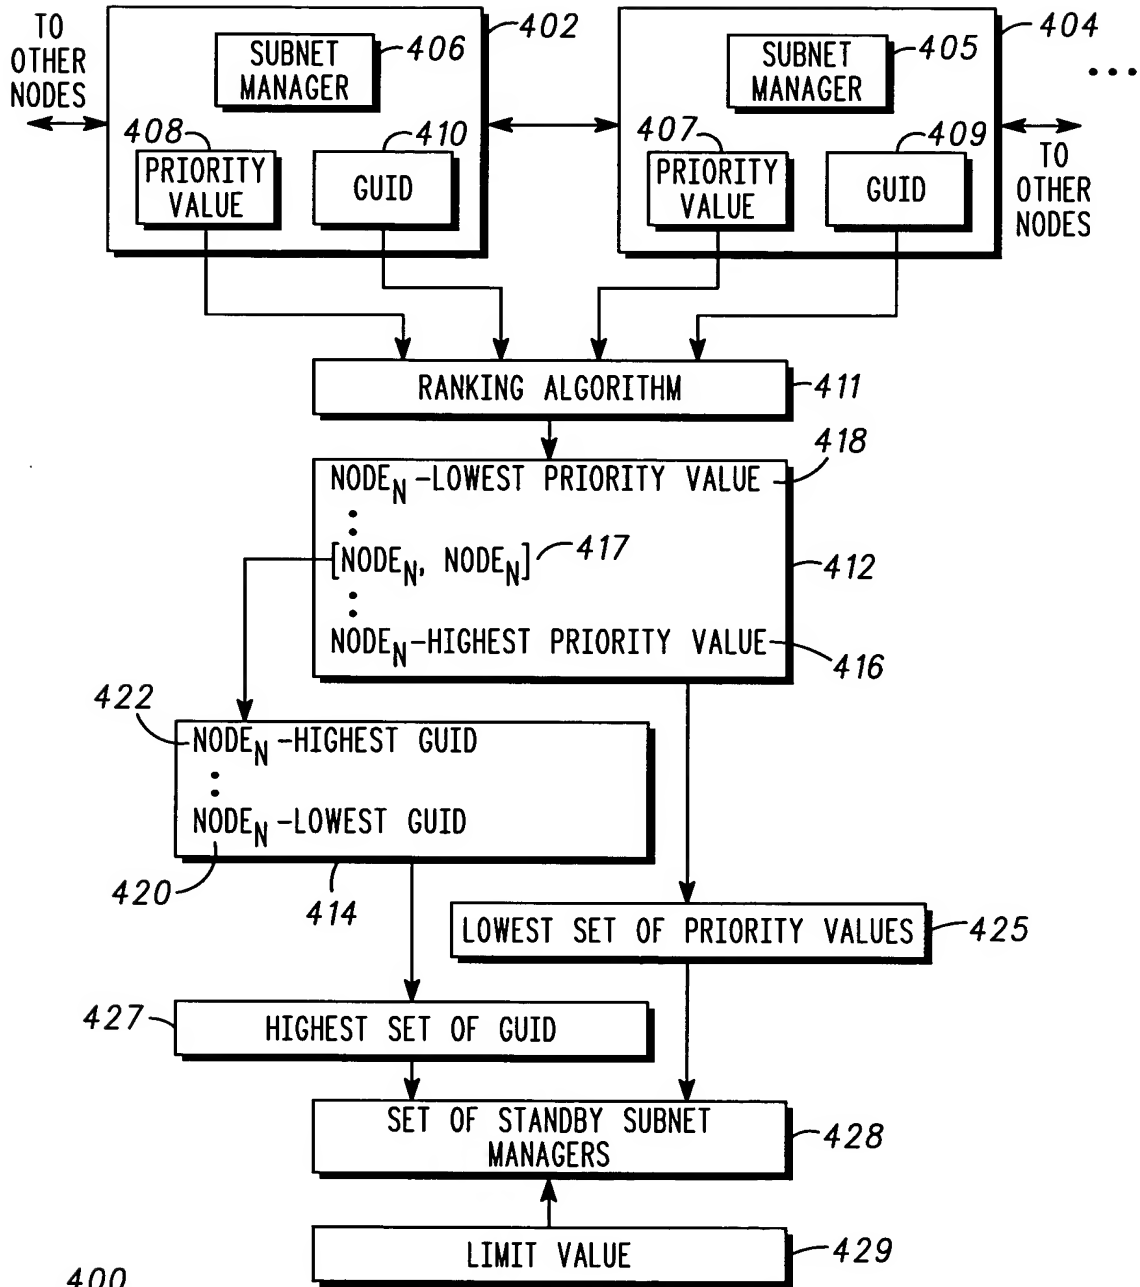 TO
OTHER
NODES
402
SUBNET
MANAGER
406
408
410
PRIORITY
VALUE
GUID
404
SUBNET
MANAGER
405
...
407
409
PRIORITY
VALUE
GUID
TO
OTHER
NODES
RANKING ALGORITHM
411
418
NODEN-LOWEST PRIORITY VALUE
[NODEN, NODEN]
417
412
NODEN-HIGHEST PRIORITY VALUE
416
422
NODEN-HIGHEST GUID
NODEN-LOWEST GUID
420
414
LOWEST SET OF PRIORITY VALUES
425
427
HIGHEST SET OF GUID
SET OF STANDBY SUBNET
MANAGERS
428
LIMIT VALUE
429
400